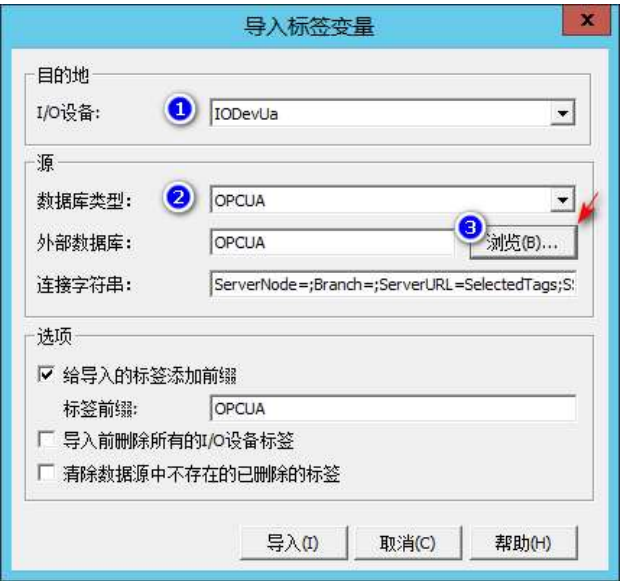 导入标签变量
x
目的地
I/O设备:
1
IODevUa
源
数据库类型:
2
OPCUA
外部数据库:
OPCUA
3
浏览(B)...
连接字符串:
ServerNode=;Branch=;ServerURL=SelectedTags;S
选项
给导入的标签添加前缀
标签前缀:
OPCUA
导入前删除所有的I/O设备标签
清除数据源中不存在的已删除的标签
导入(I)
取消(C)
帮助(H)